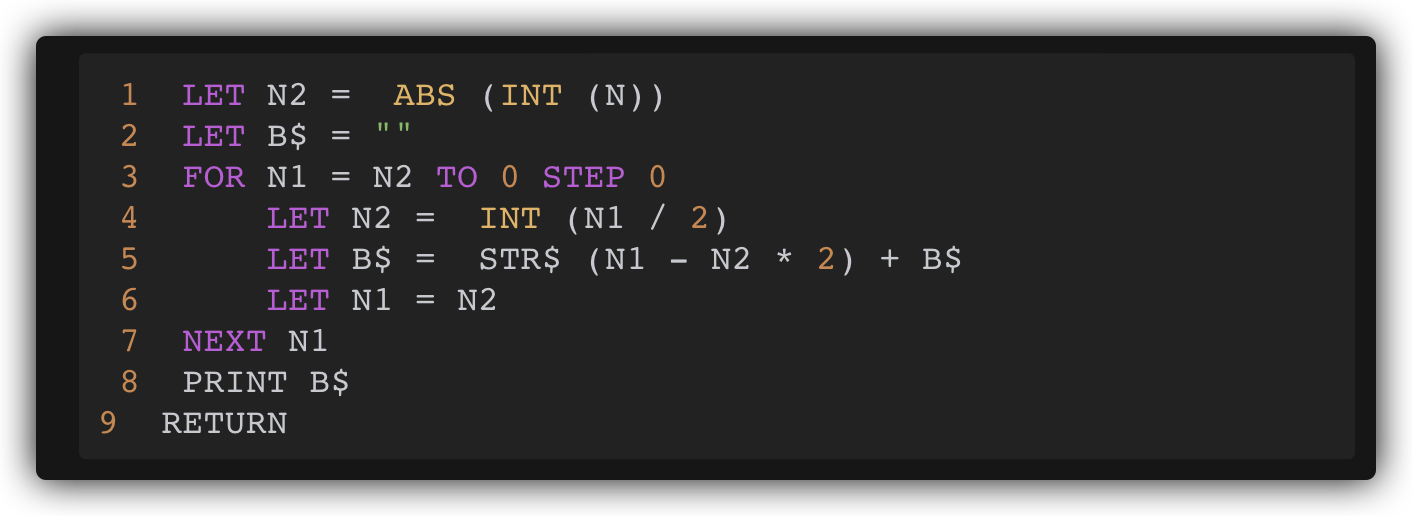 1 LET N2 =  ABS (INT (N))
2 LET B$ = ""
3 FOR N1 = N2 TO 0 STEP 0
4     LET N2 =  INT (N1 / 2)
5     LET B$ =  STR$ (N1 - N2 * 2) + B$
6     LET N1 = N2
7 NEXT N1
8 PRINT B$
9 RETURN